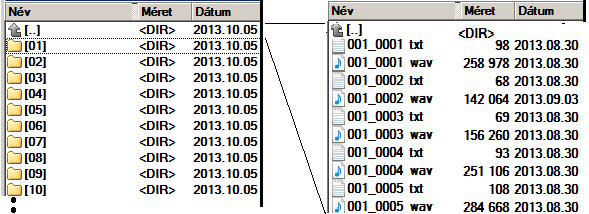 Név Méret Dátum
[..] <DIR> 2013.10.05
[01] <DIR> 2013.10.05
[02] <DIR> 2013.10.05
[03] <DIR> 2013.10.05
[04] <DIR> 2013.10.05
[05] <DIR> 2013.10.05
[06] <DIR> 2013.10.05
[07] <DIR> 2013.10.05
[08] <DIR> 2013.10.05
[09] <DIR> 2013.10.05
[10] <DIR> 2013.10.05
Név Méret Dátum
[..] <DIR>
001_0001 txt 98 2013.08.30
001_0001 wav 258 978 2013.08.30
001_0002 txt 68 2013.08.30
001_0002 wav 142 064 2013.09.03
001_0003 txt 69 2013.08.30
001_0003 wav 156 260 2013.08.30
001_0004 txt 93 2013.08.30
001_0004 wav 251 106 2013.08.30
001_0005 txt 108 2013.08.30
001_0005 wav 284 668 2013.08.30